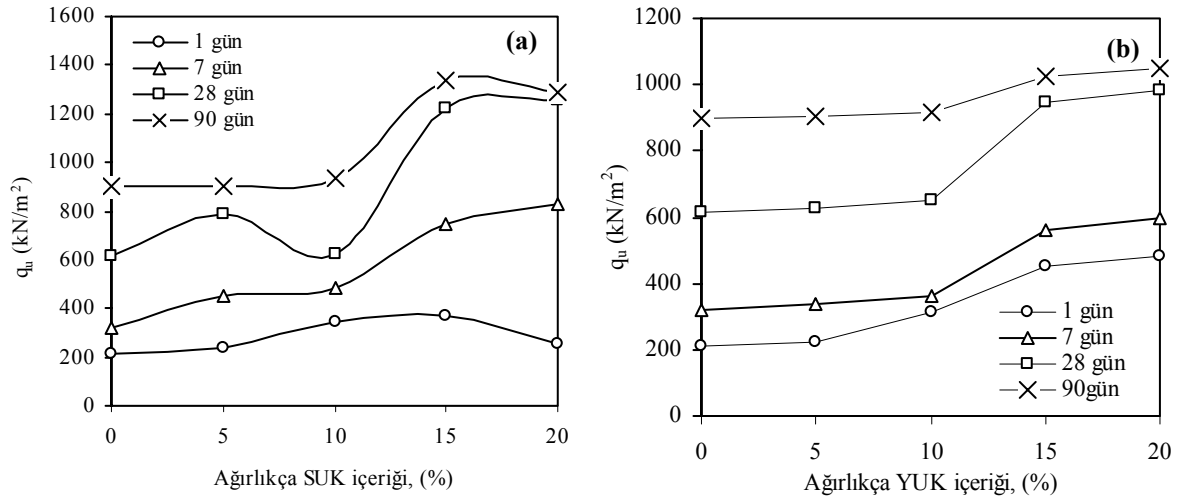 (a)
1 gün
7 gün
28 gün
90 gün
1600
1400
1200
1000
800
600
400
200
0
qu (kN/m²)
0 5 10 15 20
Ağırlıkça SUK içeriği, (%)
(b)
1200
1000
800
600
400
200
0
qu (kN/m²)
1 gün
7 gün
28 gün
90gün
0 5 10 15 20
Ağırlıkça YUK içeriği, (%)